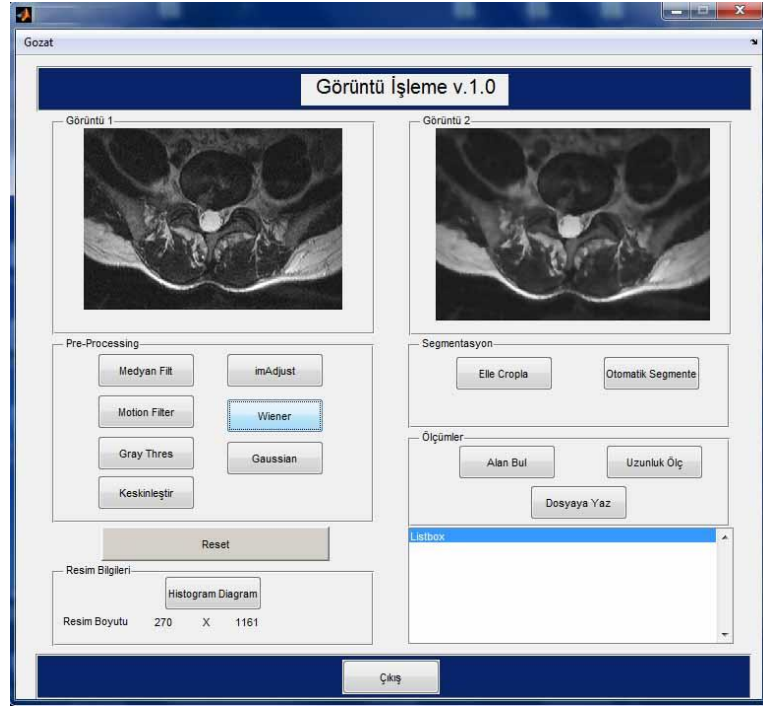 Gozat
Görüntü İşleme v.1.0
Görüntü 1
Görüntü 2
Pre-Processing
Medyan Filt
imAdjust
Motion Filter
Wiener
Gray Thres
Gaussian
Keskinleştir
Reset
Resim Bilgileri
Histogram Diagram
Resim Boyutu 270 X 1161
Segmentasyon
Elle Cropla
Otomatik Segmente
Ölçümler
Alan Bul
Uzunluk Ölç
Dosyaya Yaz
Listbox
Çıkış